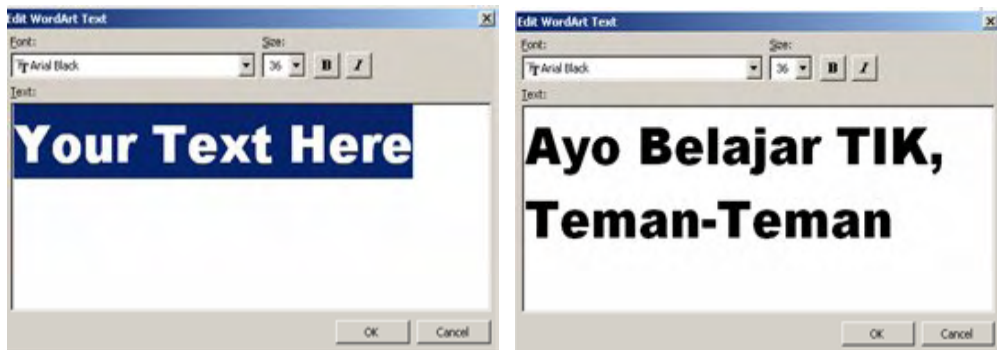 Edit WordArt Text
Font:
Size:
Arial Black
36
B
I
Text:
Your Text Here
OK
Cancel
Edit WordArt Text
Font:
Size:
Arial Black
36
B
I
Text:
Ayo Belajar TIK,
Teman-Teman
OK
Cancel